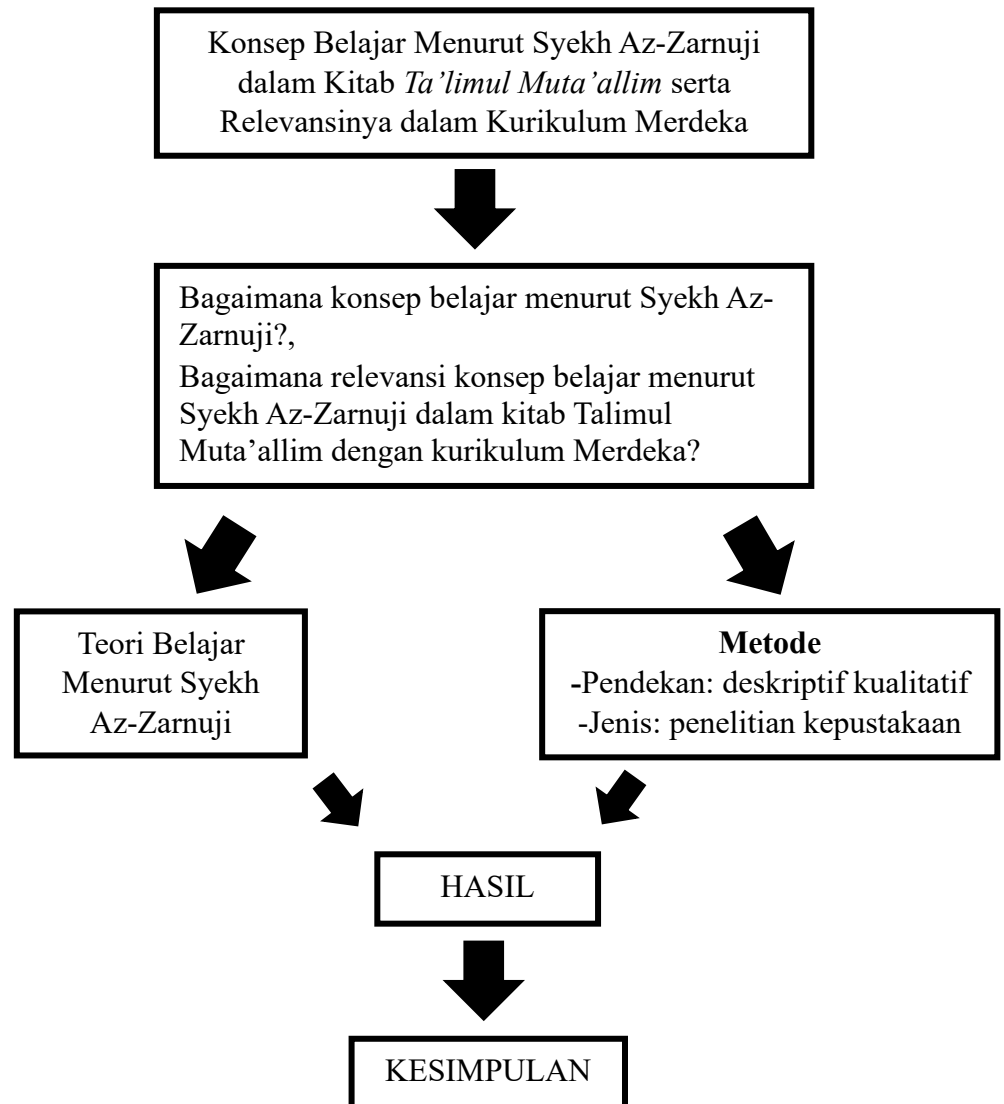 Konsep Belajar Menurut Syekh Az-Zarnuji
dalam Kitab Ta’limul Muta’allim serta
Relevansinya dalam Kurikulum Merdeka
Bagaimana konsep belajar menurut Syekh Az-
Zarnuji?,
Bagaimana relevansi konsep belajar menurut
Syekh Az-Zarnuji dalam kitab Talimul
Muta’allim dengan kurikulum Merdeka?
Teori Belajar
Menurut Syekh
Az-Zarnuji
Metode
-Pendekan: deskriptif kualitatif
-Jenis: penelitian kepustakaan
HASIL
KESIMPULAN